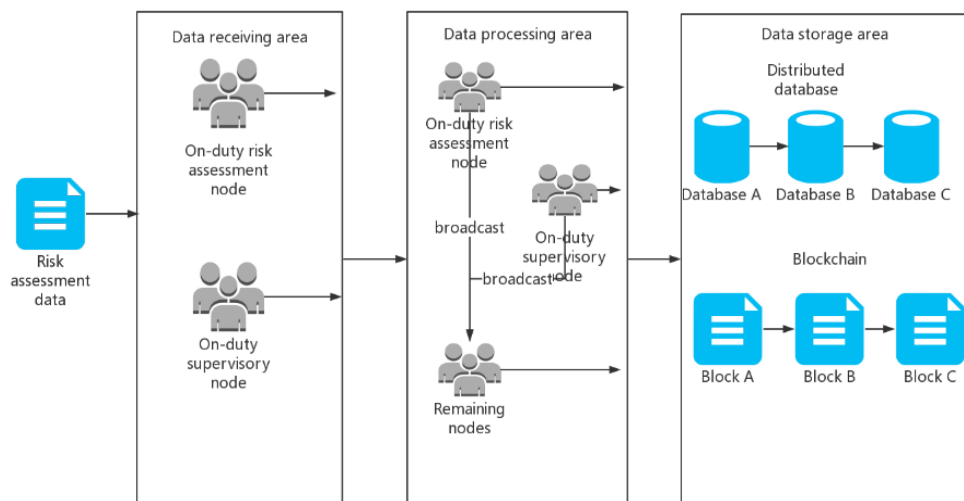 Data receiving area
Data processing area
Data storage area
Risk
assessment
data
On-duty risk
assessment
node
On-duty
supervisory
node
On-duty risk
assessment
node
broadcast
On-duty
supervisory
node
broadcast
Remaining
nodes
Distributed
database
Database A
Database B
Database C
Blockchain
Block A
Block B
Block C